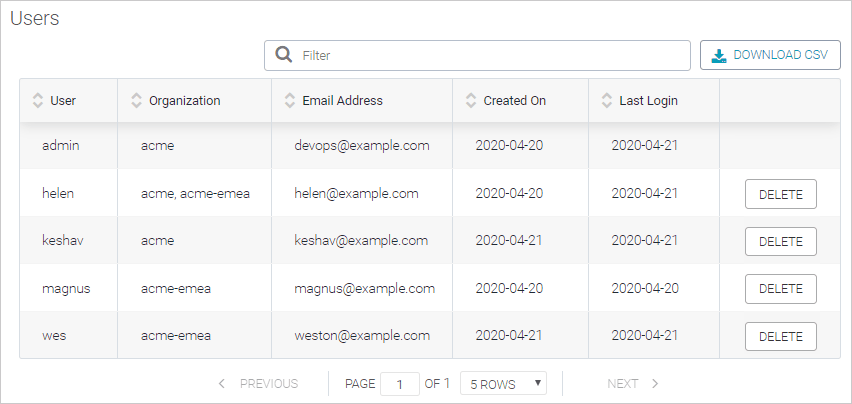 Users
Filter
DOWNLOAD CSV
User Organization Email Address Created On Last Login
admin acme devops@example.com 2020-04-20 2020-04-21
helen acme, acme-emea helen@example.com 2020-04-20 2020-04-21 DELETE
keshav acme keshav@example.com 2020-04-21 2020-04-21 DELETE
magnus acme-emea magnus@example.com 2020-04-20 2020-04-20 DELETE
wes acme-emea weston@example.com 2020-04-21 2020-04-21 DELETE
PREVIOUS PAGE 1 OF 1 5 ROWS NEXT